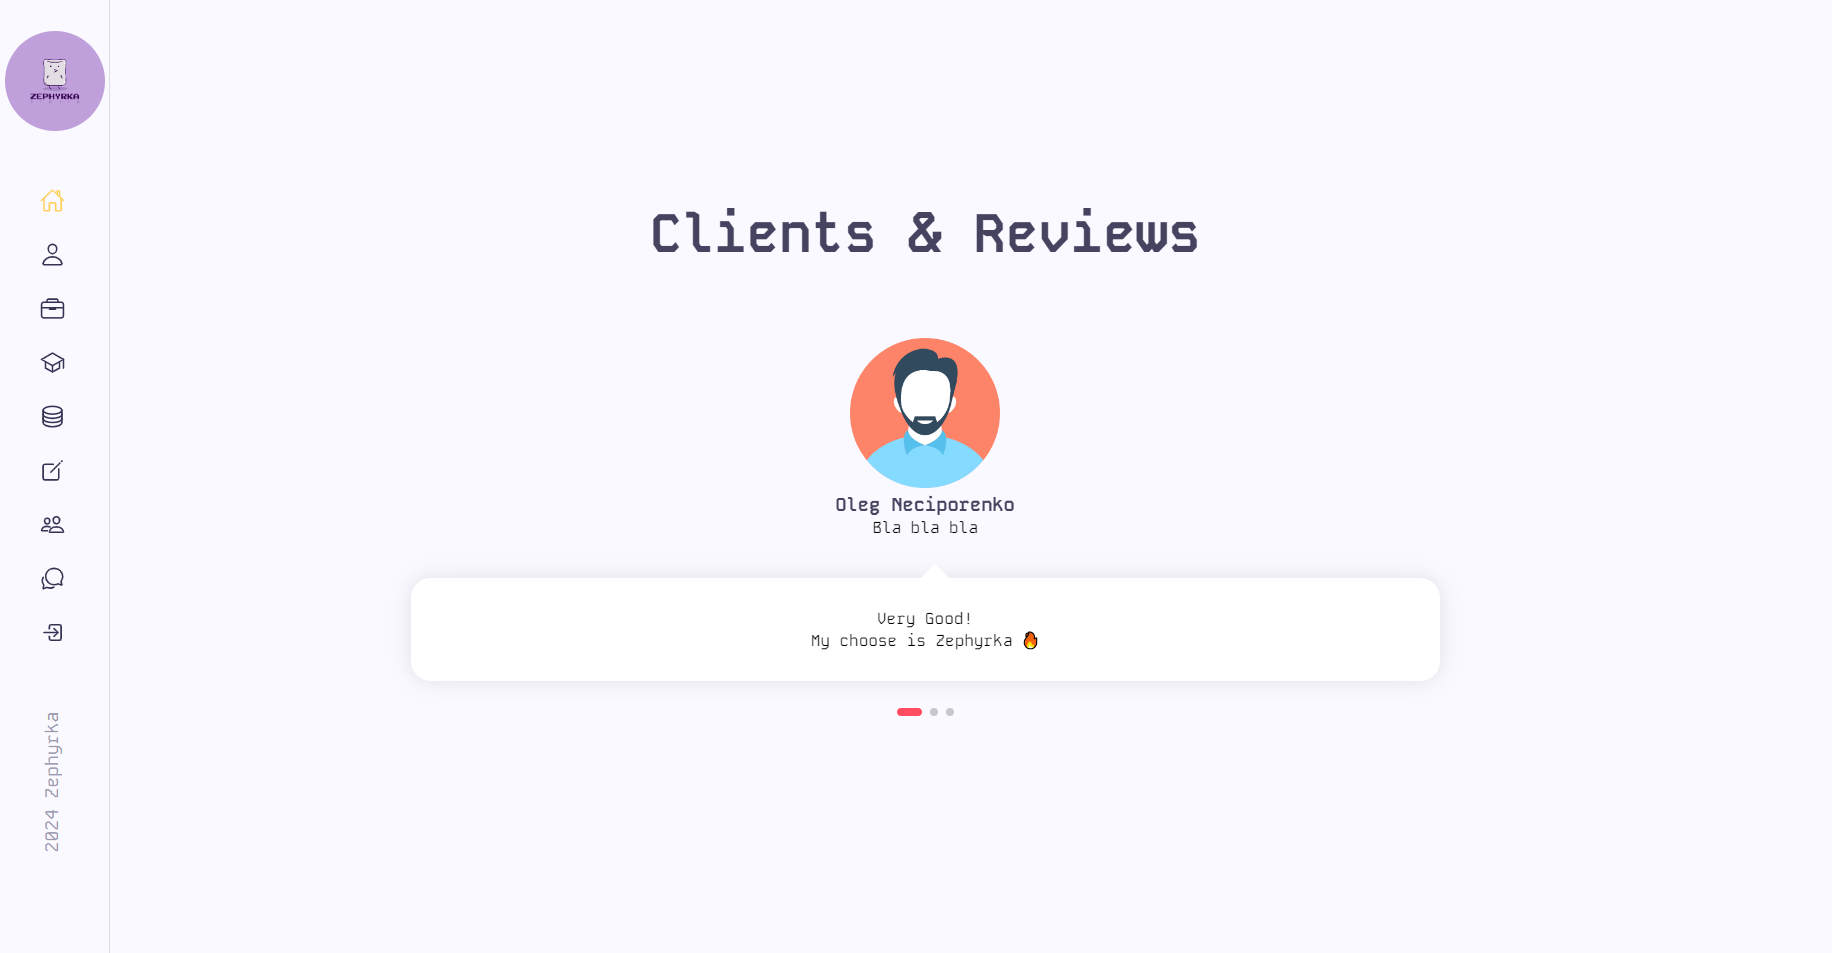 ZEPHYRKA
Clients & Reviews
Oleg Neciporenko
Bla bla bla
Very Good!
My choose is Zephyrka 🔥
2024 Zephyrka